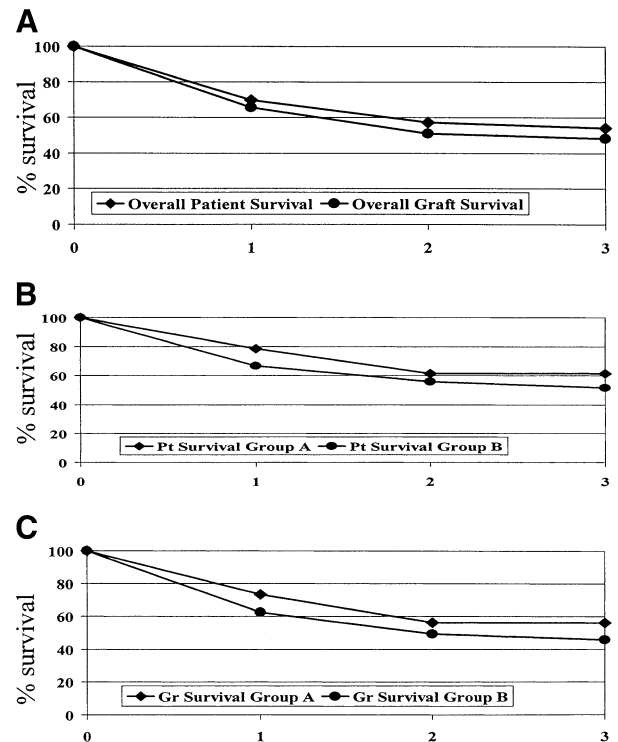 A
% survival
100
80
60
40
20
0
Overall Patient Survival Overall Graft Survival
0 1 2 3
B
% survival
100
80
60
40
20
0
Pt Survival Group A Pt Survival Group B
0 1 2 3
C
% survival
100
80
60
40
20
0
Gr Survival Group A Gr Survival Group B
0 1 2 3